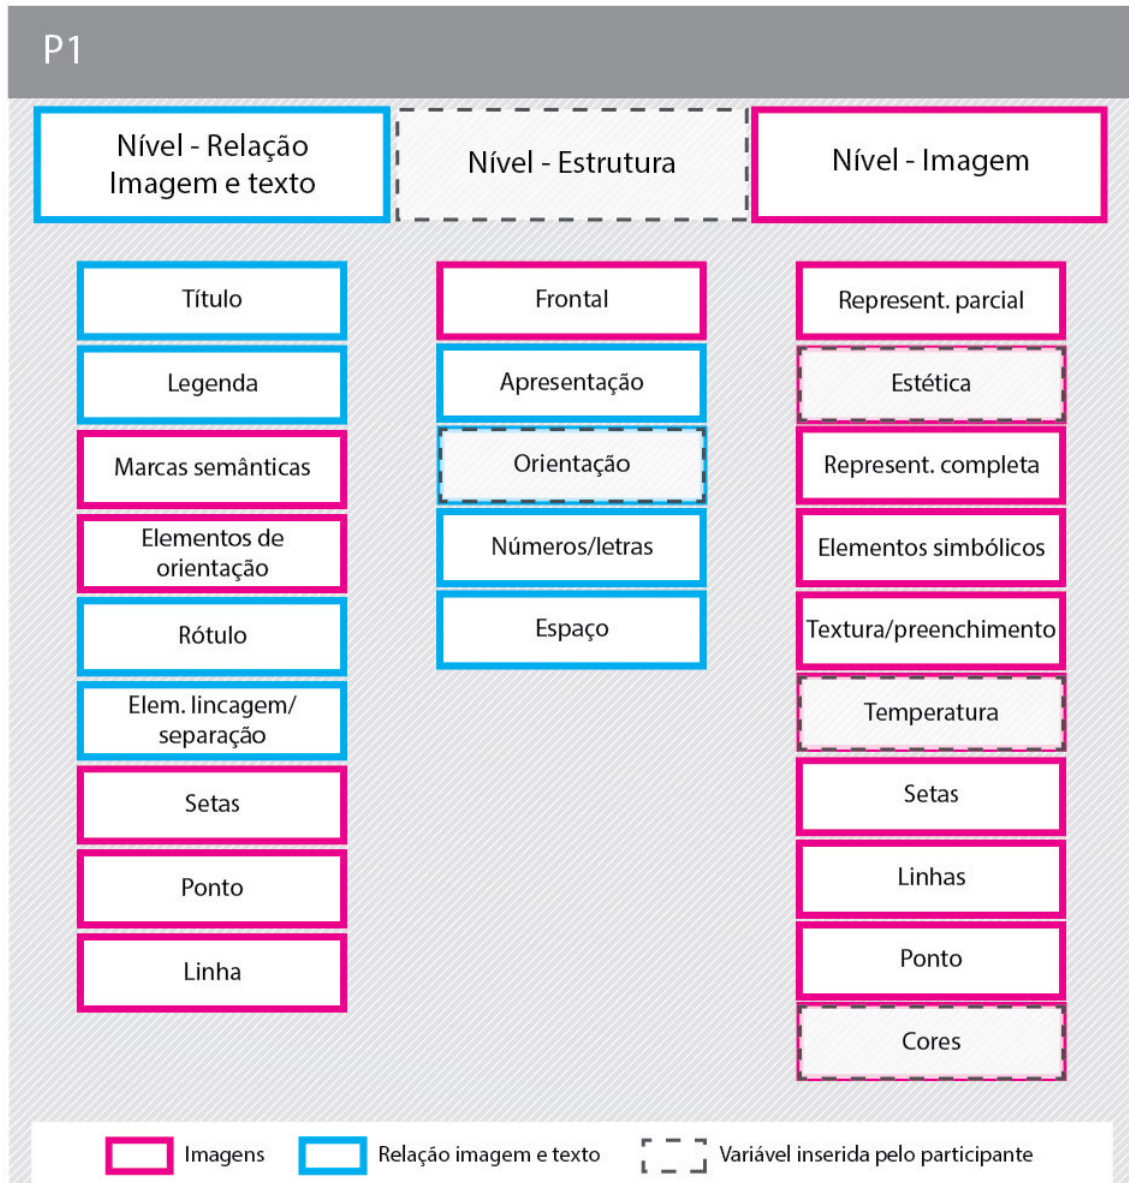 P1
Nível - Relação
Imagem e texto
Nível - Estrutura
Nível - Imagem
Título
Legenda
Marcas semânticas
Elementos de
orientação
Rótulo
Elem. lincagem/
separação
Setas
Ponto
Linha
Frontal
Apresentação
Orientação
Números/letras
Espaço
Represent. parcial
Estética
Represent. completa
Elementos simbólicos
Textura/preenchimento
Temperatura
Setas
Linhas
Ponto
Cores
Imagens
Relação imagem e texto
Variável inserida pelo participante